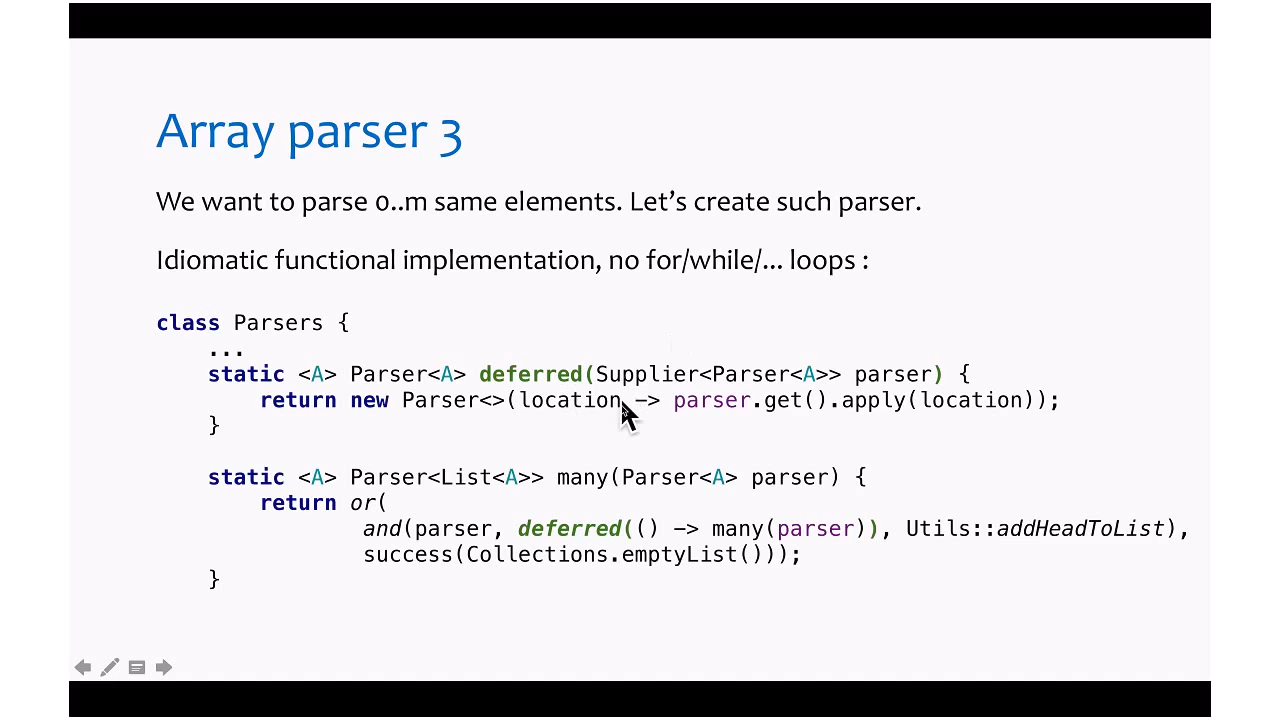 Array parser 3
We want to parse 0..m same elements. Let’s create such parser.
Idiomatic functional implementation, no for/while/... loops :
class Parsers {
...
static <A> Parser<A> deferred(Supplier<Parser<A>> parser) {
return new Parser<>(location -> parser.get().apply(location));
}
static <A> Parser<List<A>> many(Parser<A> parser) {
return or(
and(parser, deferred(() -> many(parser)), Utils::addHeadToList),
success(Collections.emptyList()));
}